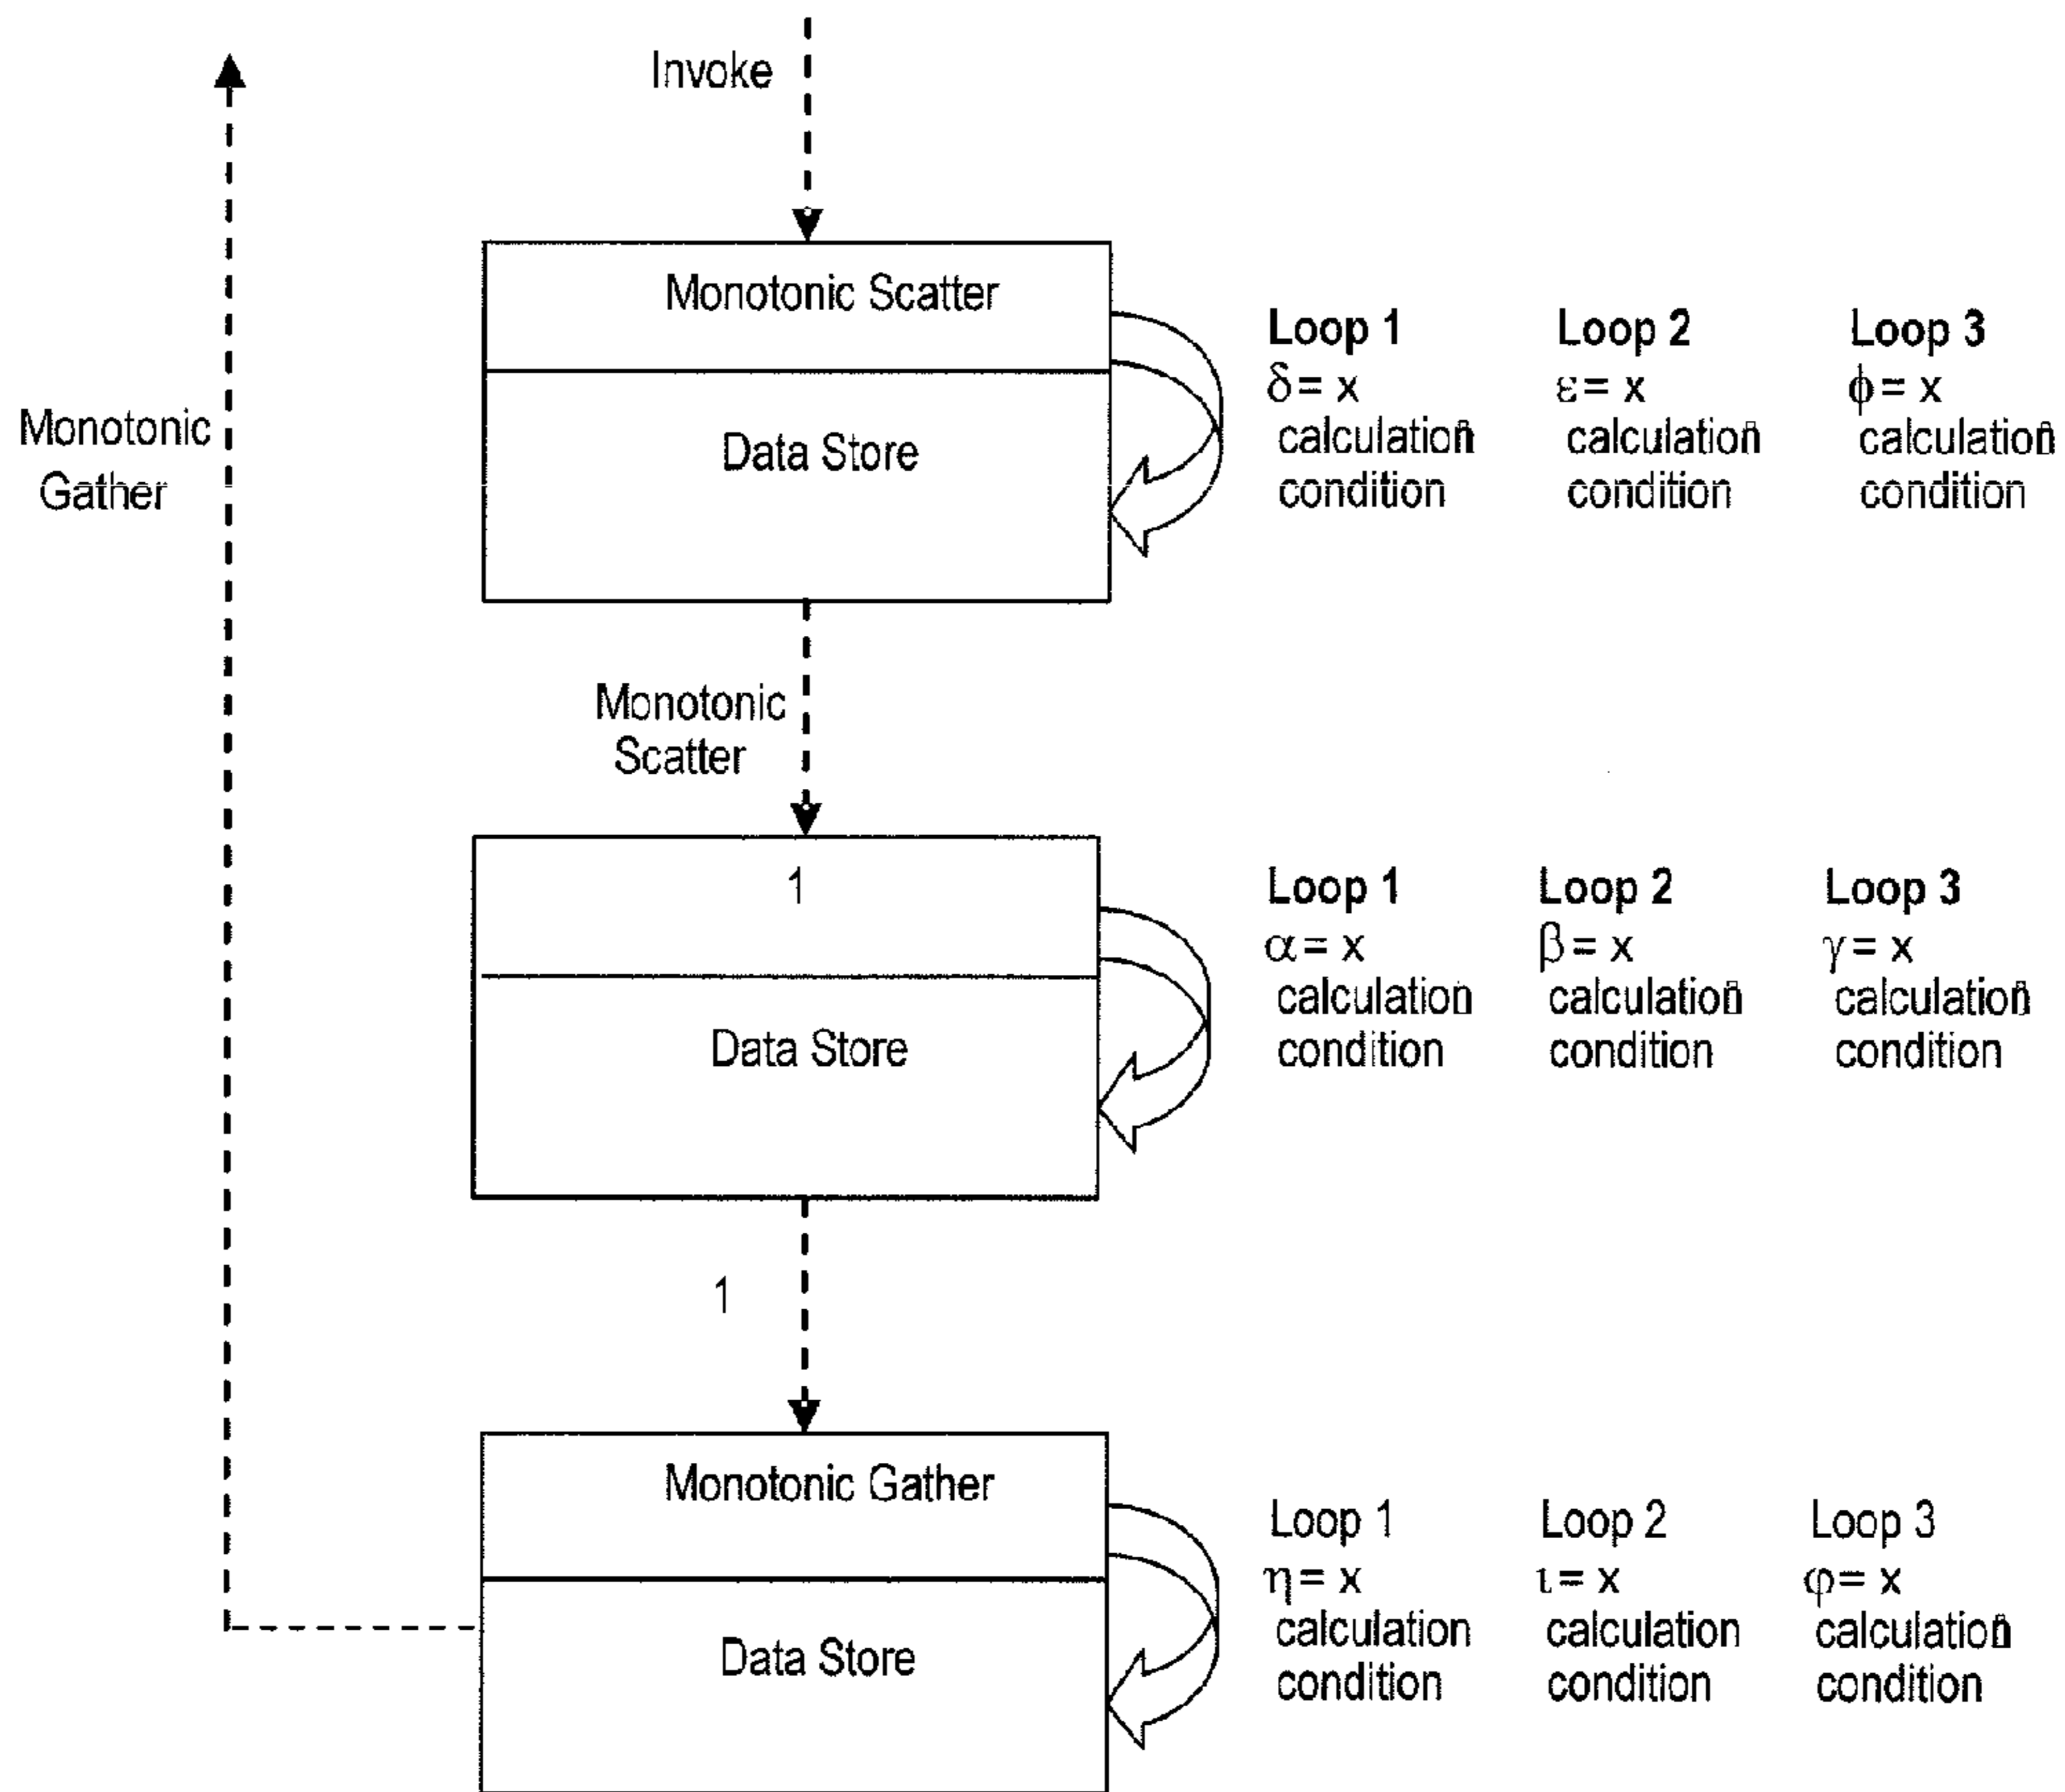 Invoke
Monotonic Scatter
Loop 1 Loop 2 Loop 3
δ= x ε= x ϕ= x
calculation calculation calculation
condition condition condition
Data Store
Monotonic
Gather
Monotonic
Scatter
1
Loop 1 Loop 2 Loop 3
α= x β= x γ= x
calculation calculation calculation
condition condition condition
Data Store
1
Monotonic Gather
Loop 1 Loop 2 Loop 3
η= x ι= x φ= x
calculation calculation calculation
condition condition condition
Data Store